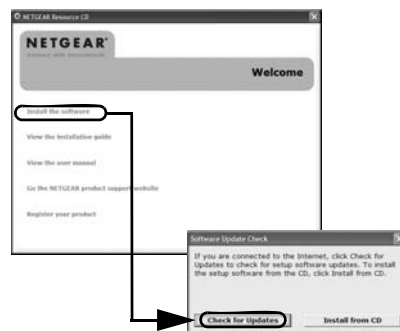 NETGEAR Resource CD
NETGEAR®
Welcome
Install the software
View the installation guide
View the user manual
Go the NETGEAR product support website
Register your product
Software Update Check
If you are connected to the Internet, click Check for
Updates to check for setup software updates. To install
the setup software from the CD, click Install from CD.
Check for Updates
Install from CD